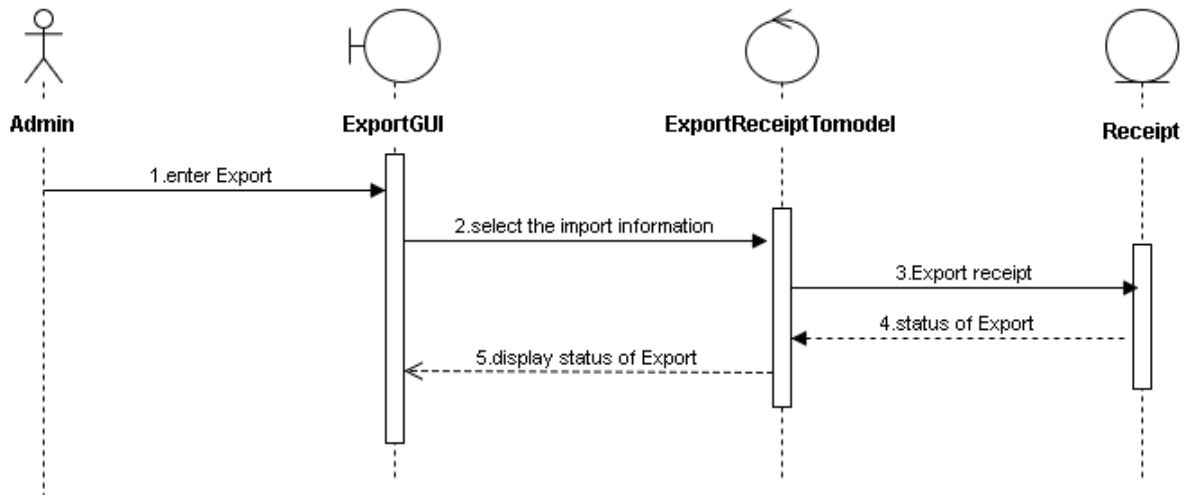 Admin
ExportGUI
ExportReceiptTomodel
Receipt
1.enter Export
2.select the import information
3.Export receipt
4.status of Export
5.display status of Export